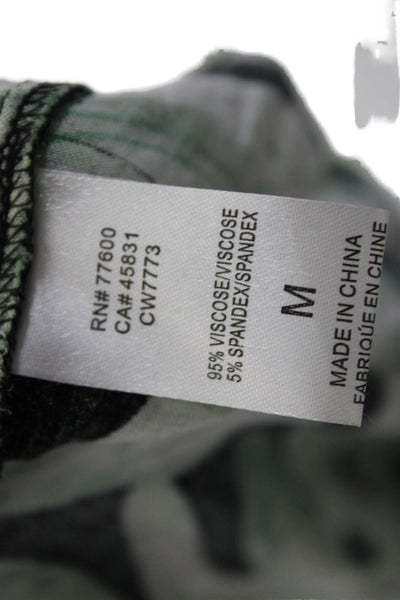 RN# 77600
CA# 45831
CW7773
95% VISCOSE/VISCOSE
5% SPANDEX/SPANDEX
M
MADE IN CHINA
FABRIQUÉ EN CHINE